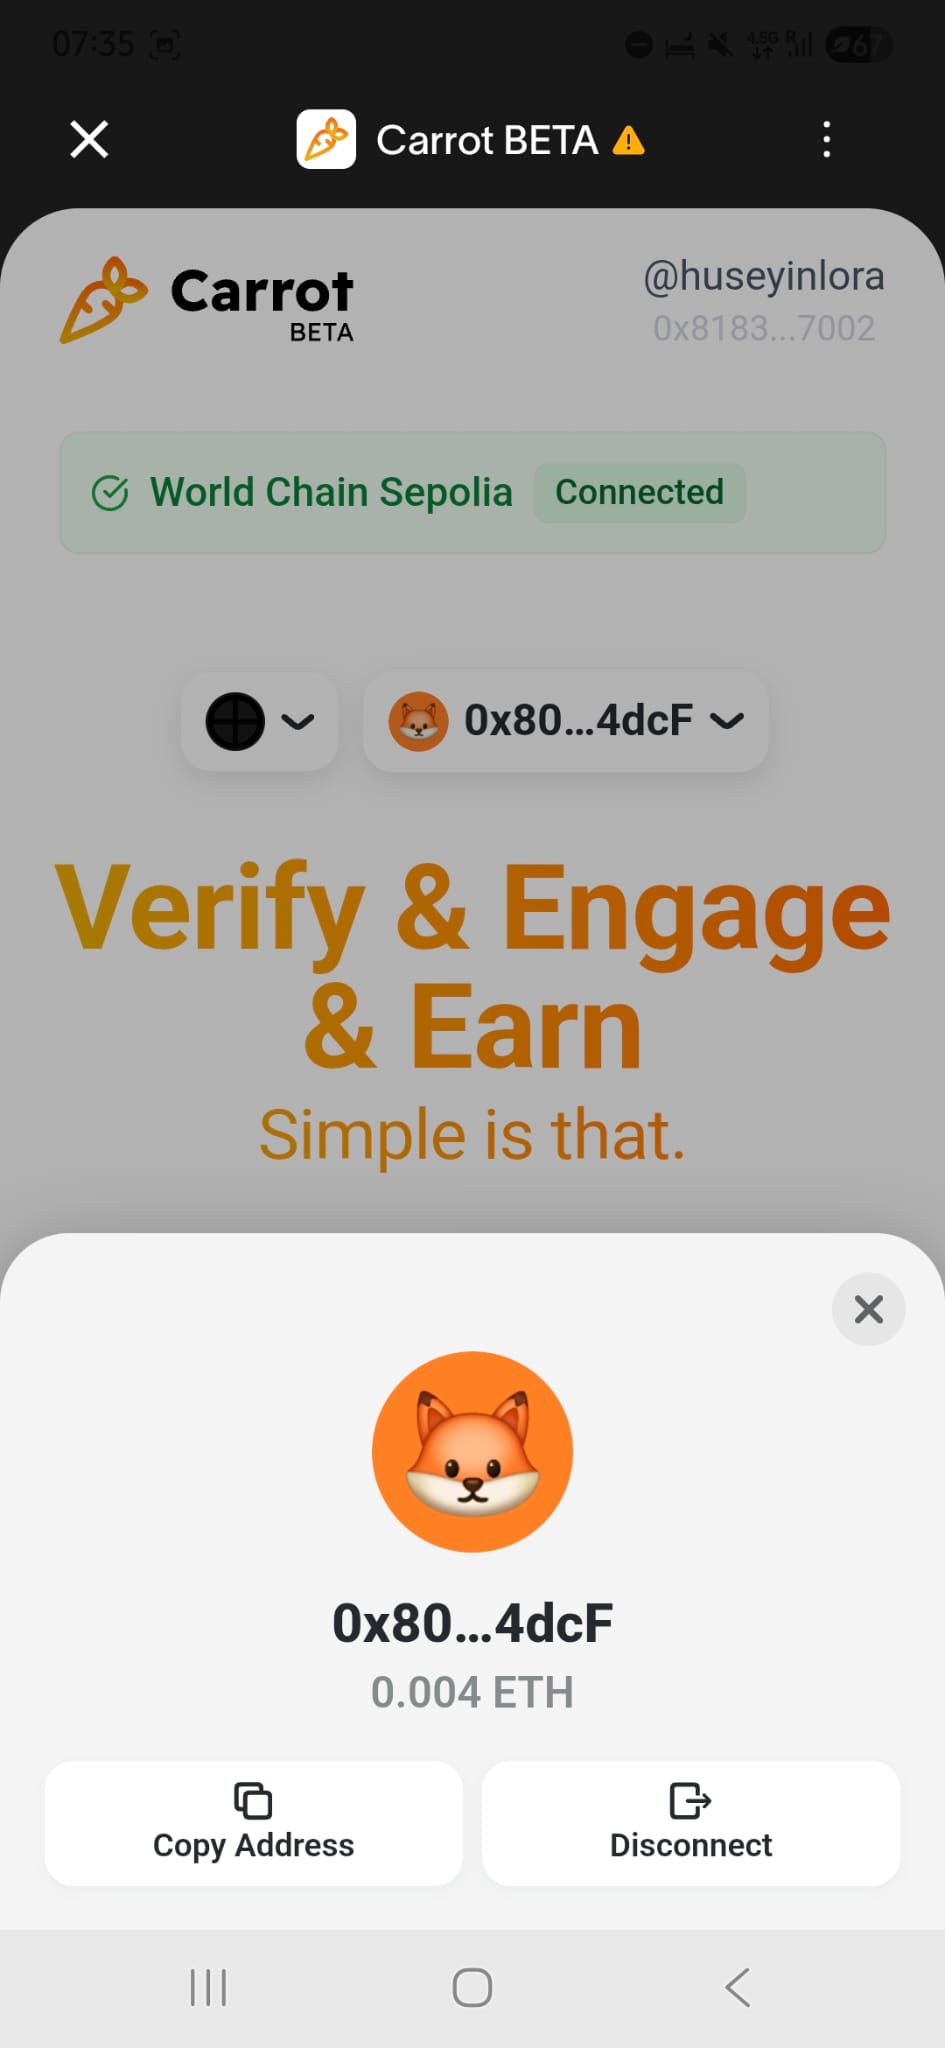 07:35
4.5G R
67
Carrot BETA
Carrot
BETA
@huseyinlora
0x8183...7002
World Chain Sepolia
Connected
0x80...4dcF
Verify & Engage
& Earn
Simple is that.
0x80...4dcF
0.004 ETH
Copy Address
Disconnect